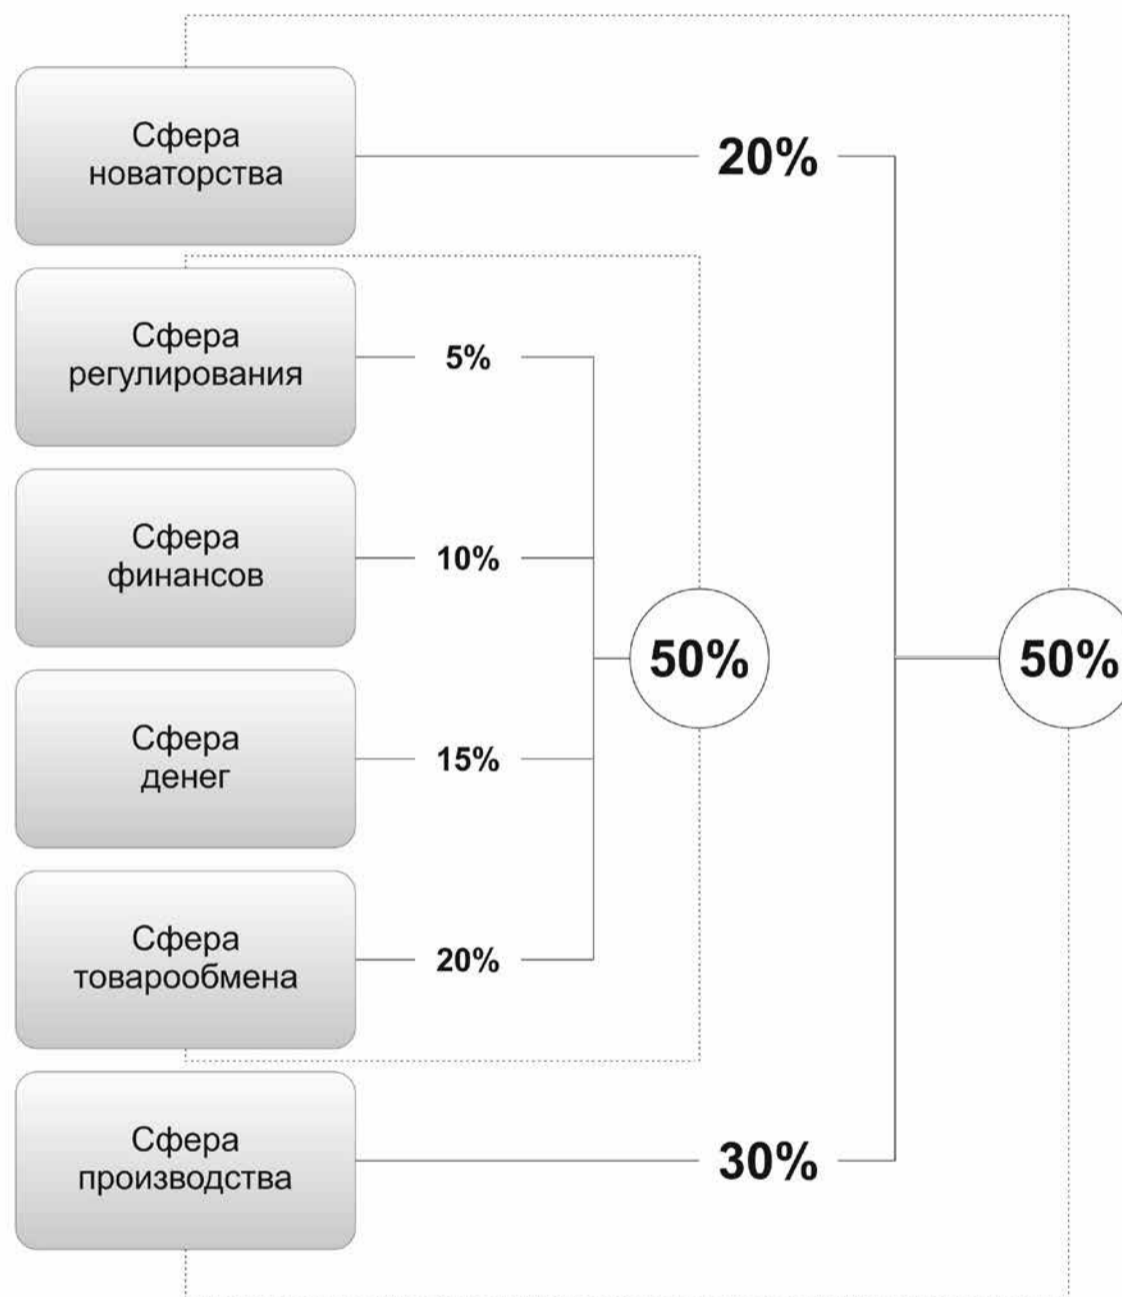 Сфера
новаторства
20%
Сфера
регулирования
5%
Сфера
финансов
10%
50%
50%
Сфера
денег
15%
Сфера
товарообмена
20%
Сфера
производства
30%